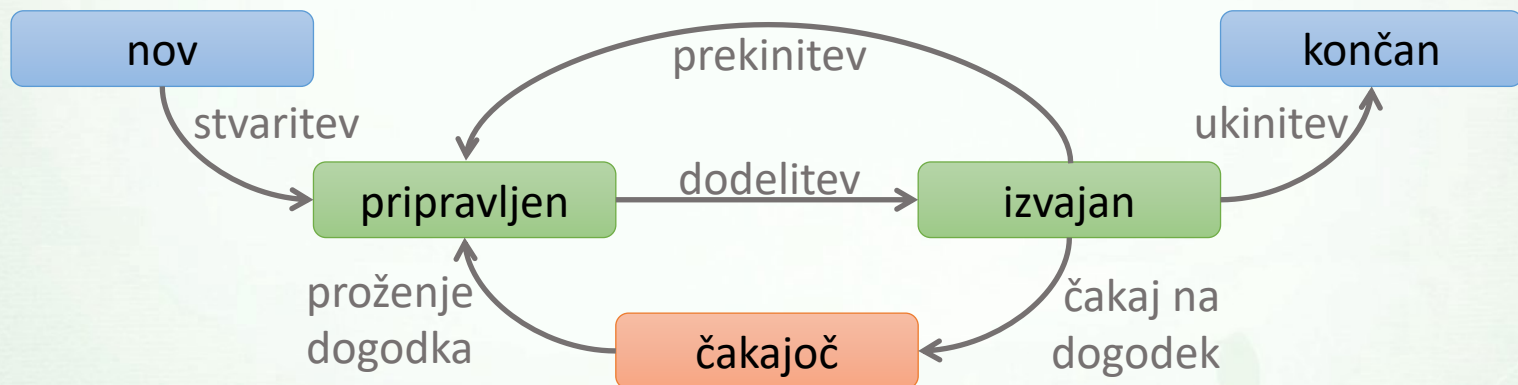 nov
prekinitev
končan
stvaritev
ukinitev
pripravljen
dodelitev
izvajan
proženje
dogodka
čakajoč
čakaj na
dogodek